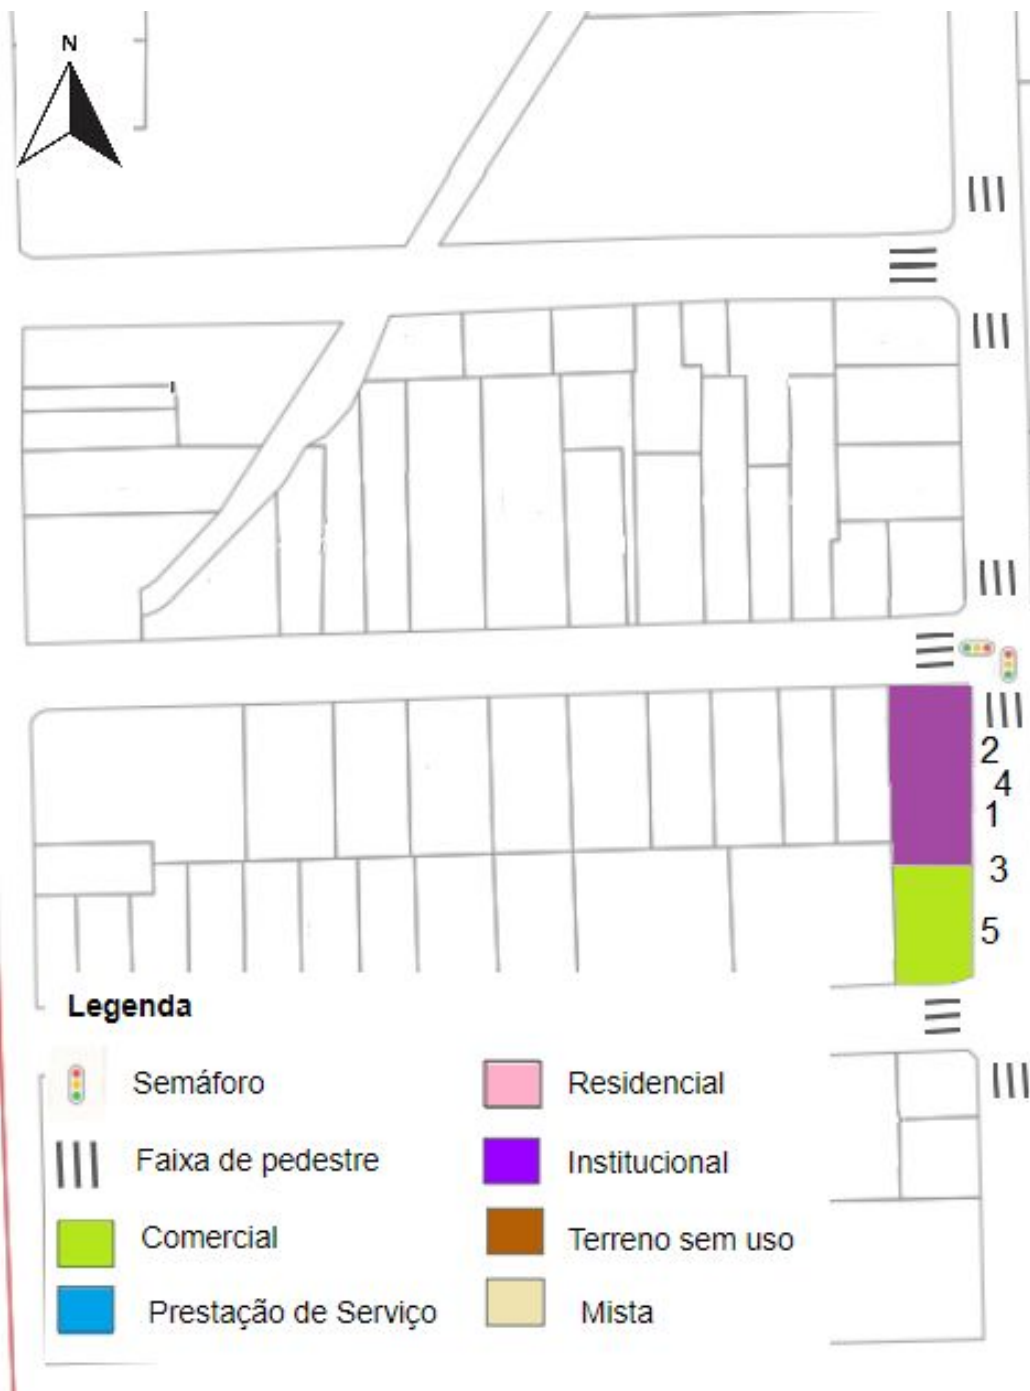 N
2
4
1
3
5
Legenda
Semáforo
Residencial
Faixa de pedestre
Institucional
Comercial
Terreno sem uso
Prestação de Serviço
Mista